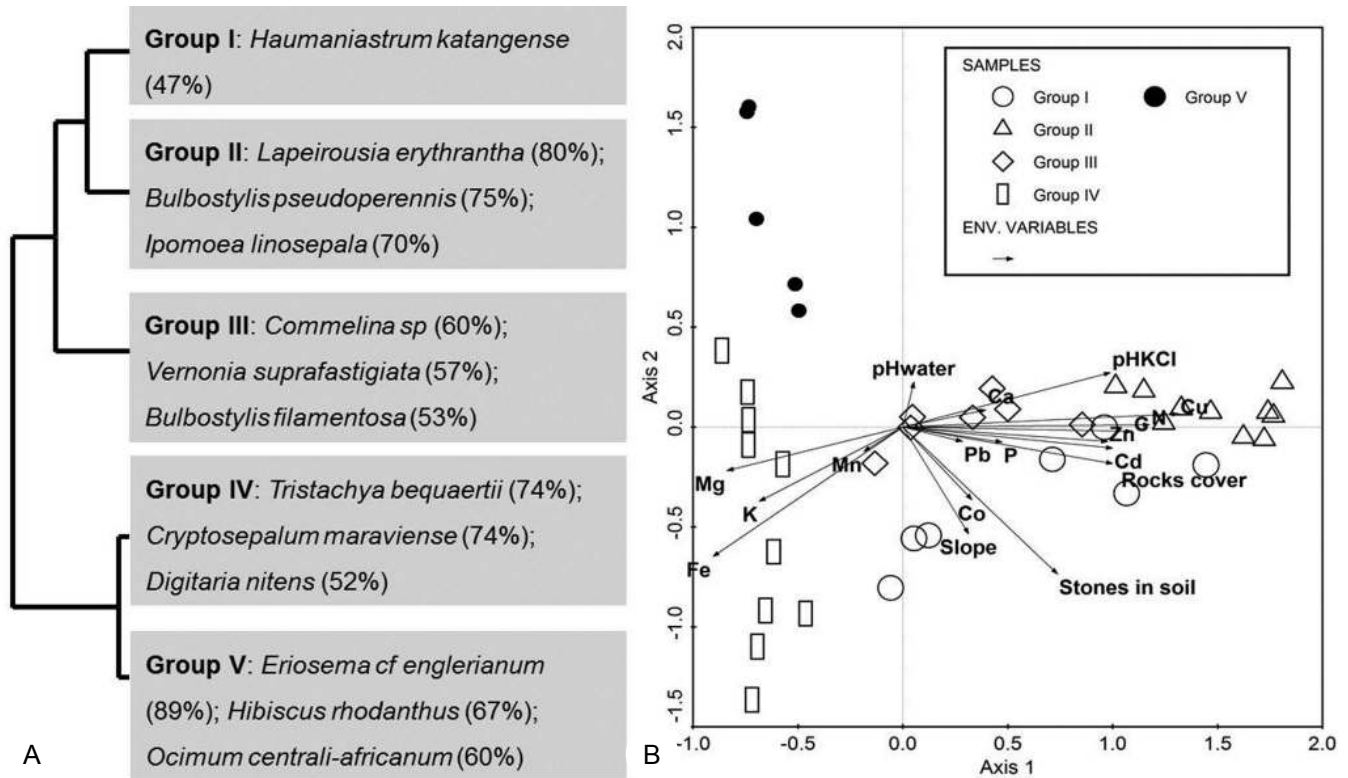 Group I: Haumaniastrum katangense
(47%)
Group II: Lapeirousia erythrantha (80%);
Bulbostylis pseudoperennis (75%);
Ipomoea linosepala (70%)
Group III: Commelina sp (60%);
Vernonia suprafastigiata (57%);
Bulbostylis filamentosa (53%)
Group IV: Tristachya bequaertii (74%);
Cryptosepalum maraviense (74%);
Digitaria nitens (52%)
Group V: Eriosema cf englerianum
(89%); Hibiscus rhodanthus (67%);
Ocimum centrali-africanum (60%)
A
B
2.0
1.5
1.0
0.5
0.0
-0.5
-1.0
-1.5
Axis 2
SAMPLES
Group I
Group V
Group II
Group III
Group IV
ENV. VARIABLES
pHwater
pHKCl
Ca
N
Cu
G
Zn
Pb
P
Cd
Mn
Mg
Rocks cover
K
Co
Slope
Fe
Stones in soil
-1.0
-0.5
0.0
0.5
1.0
1.5
2.0
Axis 1